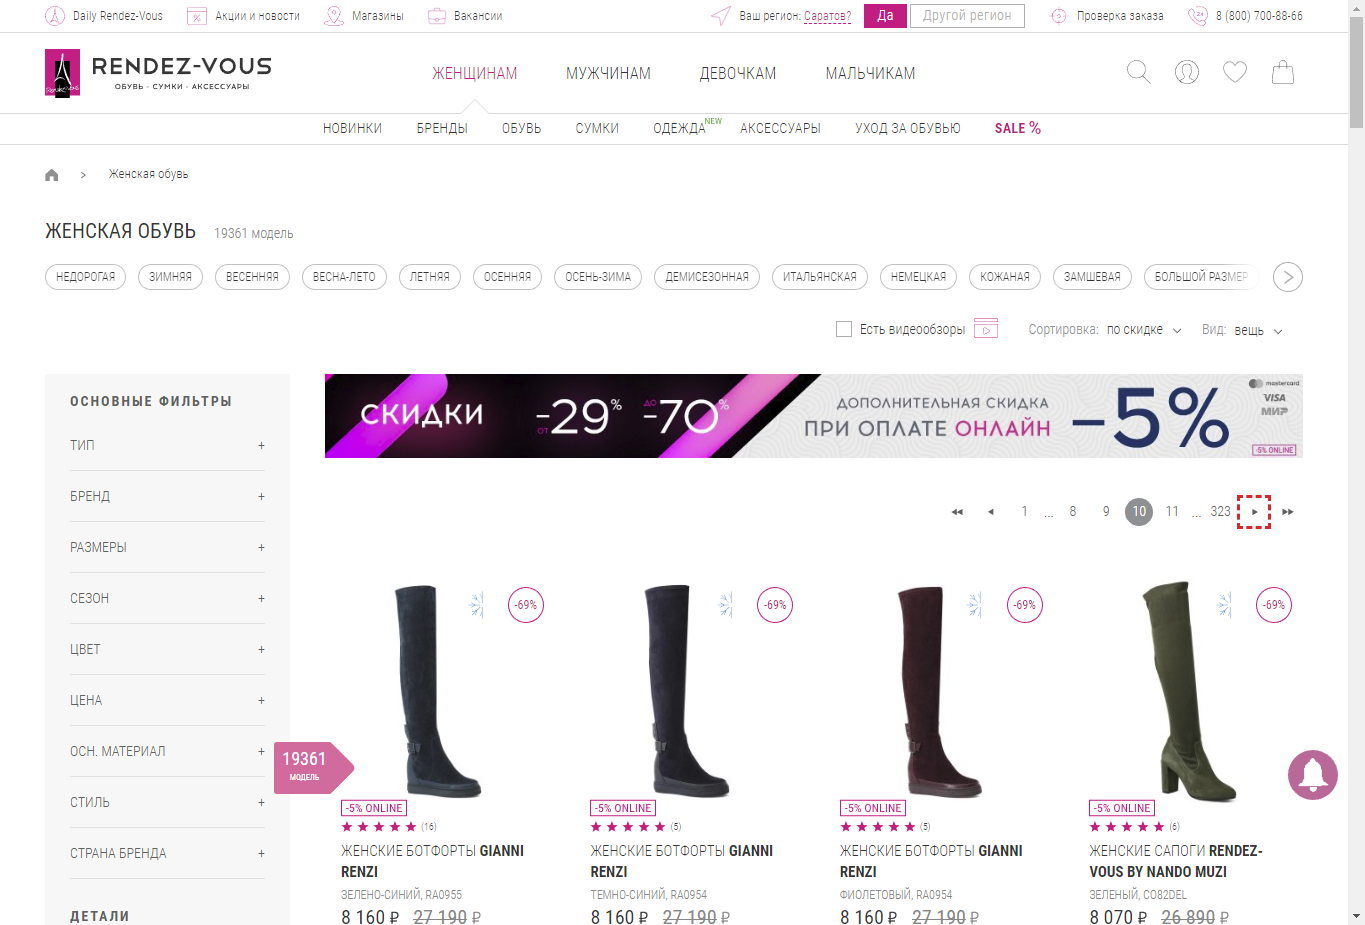 Daily Rendez-Vous
Акции и новости
Магазины
Вакансии
Ваш регион: Саратов?
Да
Другой регион
Проверка заказа
8 (800) 700-88-66
RENDEZ-VOUS
ОБУВЬ · СУМКИ · АКСЕССУАРЫ
ЖЕНЩИНАМ
МУЖЧИНАМ
ДЕВОЧКАМ
МАЛЬЧИКАМ
НОВИНКИ
БРЕНДЫ
ОБУВЬ
СУМКИ
ОДЕЖДА NEW
АКСЕССУАРЫ
УХОД ЗА ОБУВЬЮ
SALE %
Женская обувь
ЖЕНСКАЯ ОБУВЬ 19361 модель
НЕДОРОГАЯ
ЗИМНЯЯ
ВЕСЕННЯЯ
ВЕСНА-ЛЕТО
ЛЕТНЯЯ
ОСЕННЯЯ
ОСЕНЬ-ЗИМА
ДЕМИСЕЗОННАЯ
ИТАЛЬЯНСКАЯ
НЕМЕЦКАЯ
КОЖАНАЯ
ЗАМШЕВАЯ
БОЛЬШОЙ РАЗМЕР
Есть видеообзоры
Сортировка: по скидке
Вид: вещь
ОСНОВНЫЕ ФИЛЬТРЫ
ТИП +
БРЕНД +
РАЗМЕРЫ +
СЕЗОН +
ЦВЕТ +
ЦЕНА +
ОСН. МАТЕРИАЛ +
СТИЛЬ +
СТРАНА БРЕНДА +
ДЕТАЛИ
19361
МОДЕЛЬ
СКИДКИ ОТ -29% ДО -70%
ДОПОЛНИТЕЛЬНАЯ СКИДКА
ПРИ ОПЛАТЕ ОНЛАЙН
-5%
mastercard
VISA
МИР
-5% ONLINE
1 ... 8 9 10 11 ... 323
-69%
-5% ONLINE
(16)
ЖЕНСКИЕ БОТФОРТЫ GIANNI
RENZI
ЗЕЛЕНО-СИНИЙ, RA0955
8 160 ₽ 27 190 ₽
-69%
-5% ONLINE
(5)
ЖЕНСКИЕ БОТФОРТЫ GIANNI
RENZI
ТЕМНО-СИНИЙ, RA0954
8 160 ₽ 27 190 ₽
-69%
-5% ONLINE
(5)
ЖЕНСКИЕ БОТФОРТЫ GIANNI
RENZI
ФИОЛЕТОВЫЙ, RA0954
8 160 ₽ 27 190 ₽
-69%
-5% ONLINE
(6)
ЖЕНСКИЕ САПОГИ RENDEZ-
VOUS BY NANDO MUZI
ЗЕЛЕНЫЙ, CO82DEL
8 070 ₽ 26 890 ₽